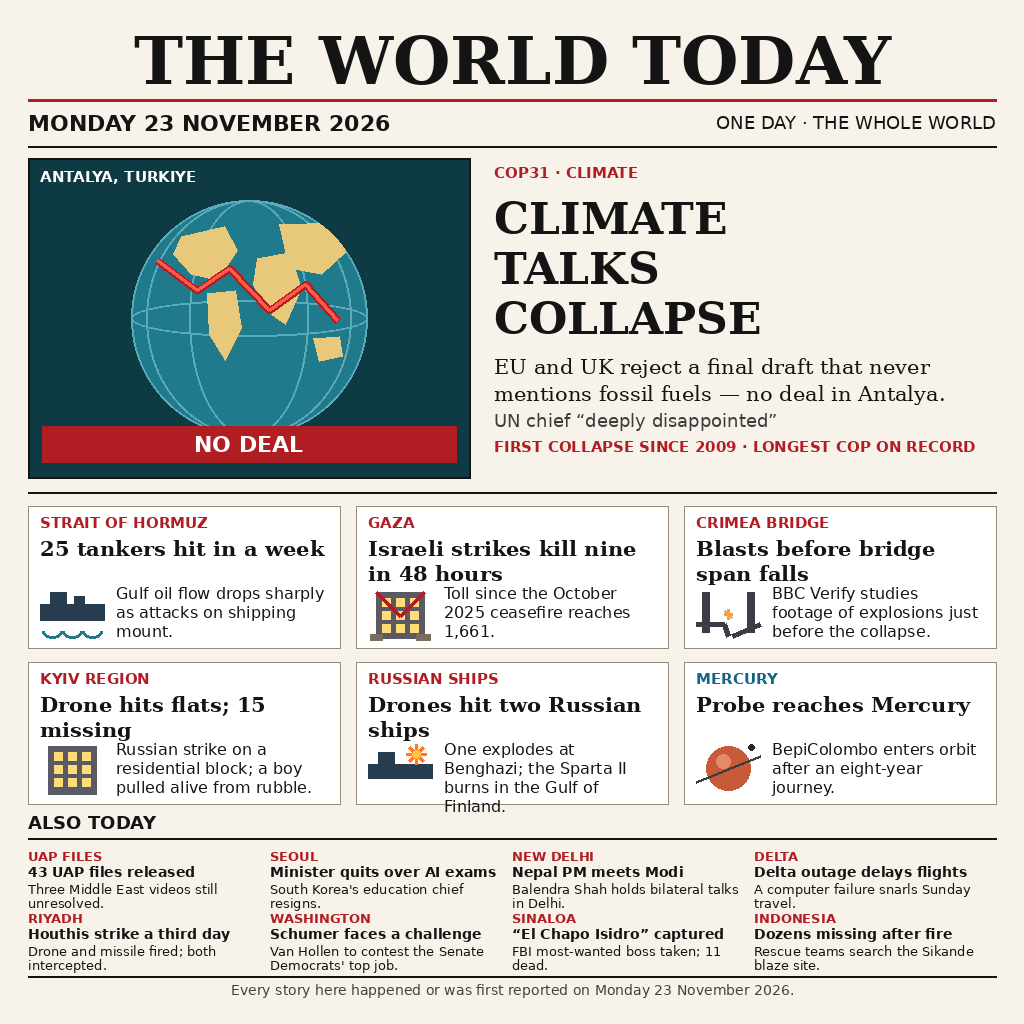 THE WORLD TODAY
MONDAY 23 NOVEMBER 2026
ONE DAY · THE WHOLE WORLD
ANTALYA, TURKIYE
NO DEAL
COP31 · CLIMATE
CLIMATE
TALKS
COLLAPSE
EU and UK reject a final draft that never
mentions fossil fuels — no deal in Antalya.
UN chief “deeply disappointed”
FIRST COLLAPSE SINCE 2009 · LONGEST COP ON RECORD
STRAIT OF HORMUZ
25 tankers hit in a week
Gulf oil flow drops sharply
as attacks on shipping
mount.
GAZA
Israeli strikes kill nine
in 48 hours
Toll since the October
2025 ceasefire reaches
1,661.
CRIMEA BRIDGE
Blasts before bridge
span falls
BBC Verify studies
footage of explosions just
before the collapse.
KYIV REGION
Drone hits flats; 15
missing
Russian strike on a
residential block; a boy
pulled alive from rubble.
RUSSIAN SHIPS
Drones hit two Russian
ships
One explodes at
Benghazi; the Sparta II
burns in the Gulf of
Finland.
MERCURY
Probe reaches Mercury
BepiColombo enters orbit
after an eight-year
journey.
ALSO TODAY
UAP FILES
43 UAP files released
Three Middle East videos still
unresolved.
SEOUL
Minister quits over AI exams
South Korea's education chief
resigns.
NEW DELHI
Nepal PM meets Modi
Balendra Shah holds bilateral talks
in Delhi.
DELTA
Delta outage delays flights
A computer failure snarls Sunday
travel.
RIYADH
Houthis strike a third day
Drone and missile fired; both
intercepted.
WASHINGTON
Schumer faces a challenge
Van Hollen to contest the Senate
Democrats' top job.
SINALOA
“El Chapo Isidro” captured
FBI most-wanted boss taken; 11
dead.
INDONESIA
Dozens missing after fire
Rescue teams search the Sikande
blaze site.
Every story here happened or was first reported on Monday 23 November 2026.